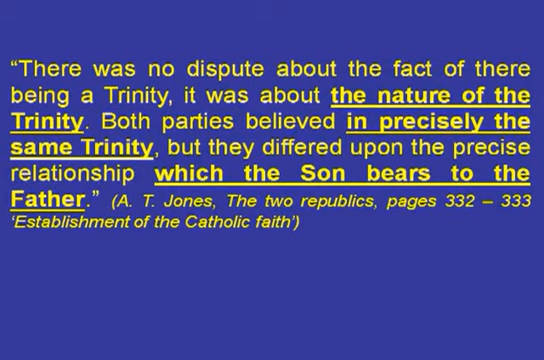 “There was no dispute about the fact of there
being a Trinity, it was about the nature of the
Trinity. Both parties believed in precisely the
same Trinity, but they differed upon the precise
relationship which the Son bears to the
Father.” (A. T. Jones, The two republics, pages 332 – 333
‘Establishment of the Catholic faith’)